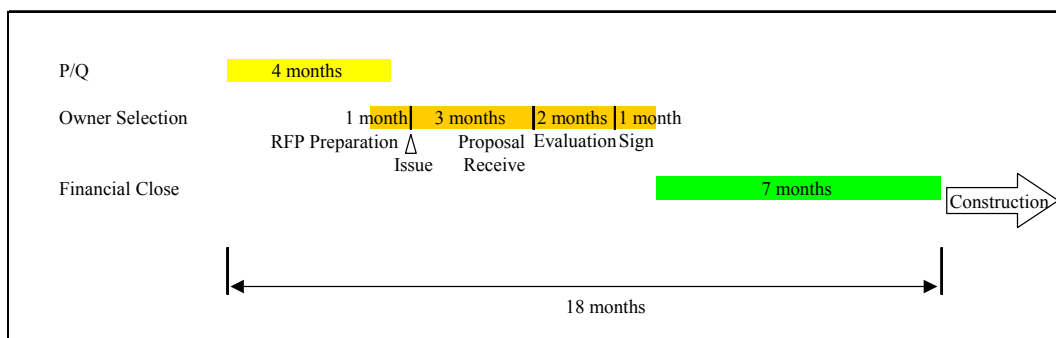 P/Q
4 months
Owner Selection
1 month
3 months
2 months
1 month
RFP Preparation
Issue
Proposal
Receive
Evaluation
Sign
Financial Close
7 months
Construction
18 months